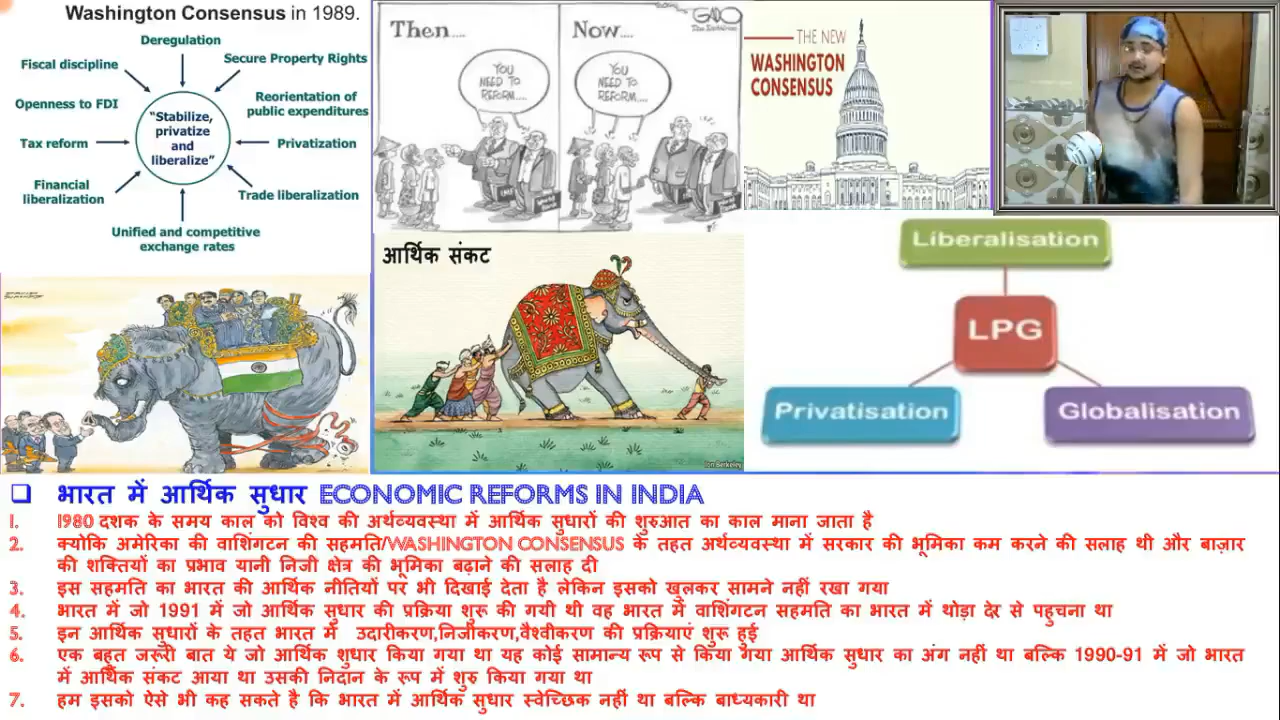 Washington Consensus in 1989.
Deregulation
Fiscal discipline
Secure Property Rights
Openness to FDI
Reorientation of
public expenditures
"Stabilize,
privatize
and
liberalize"
Tax reform
Privatization
Financial
liberalization
Trade liberalization
Unified and competitive
exchange rates
Then....
YOU
NEED TO
REFORM....
Now....
YOU
NEED TO
REFORM....
THE NEW
WASHINGTON
CONSENSUS
आर्थिक संकट
Jon Berkeley
Liberalisation
LPG
Privatisation
Globalisation
भारत में आर्थिक सुधार ECONOMIC REFORMS IN INDIA
1. 1980 दशक के समय काल को विश्व की अर्थव्यवस्था में आर्थिक सुधारों की शुरुआत का काल माना जाता है
2. क्योकि अमेरिका की वाशिंगटन की सहमति/WASHINGTON CONSENSUS के तहत अर्थव्यवस्था में सरकार की भूमिका कम करने की सलाह थी और बाज़ार
की शक्तियों का प्रभाव यानी निजी क्षेत्र की भूमिका बढ़ाने की सलाह दी
3. इस सहमति का भारत की आर्थिक नीतियों पर भी दिखाई देता है लेकिन इसको खुलकर सामने नहीं रखा गया
4. भारत में जो 1991 में जो आर्थिक सुधार की प्रक्रिया शुरू की गयी थी वह भारत में वाशिंगटन सहमति का भारत में थोड़ा देर से पहुचना था
5. इन आर्थिक सुधारों के तहत भारत में उदारीकरण,निजीकरण,वैश्वीकरण की प्रक्रियाएं शुरू हुई
6. एक बहुत जरूरी बात ये जो आर्थिक शुधार किया गया था यह कोई सामान्य रूप से किया गया आर्थिक सुधार का अंग नहीं था बल्कि 1990-91 में जो भारत
में आर्थिक संकट आया था उसकी निदान के रूप में शुरु किया गया था
7. हम इसको ऐसे भी कह सकते है कि भारत में आर्थिक सुधार स्वेच्छिक नहीं था बल्कि बाध्यकारी था